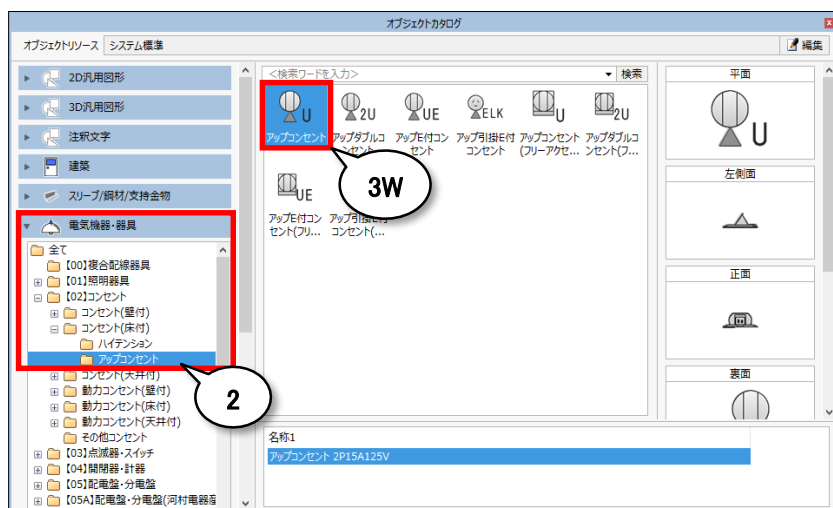 オブジェクトカタログ
オブジェクトリソース システム標準
編集
2D汎用図形
3D汎用図形
注釈文字
建築
スリーブ/鋼材/支持金物
電気機器・器具
全て
【00】複合配線器具
【01】照明器具
【02】コンセント
コンセント(壁付)
コンセント(床付)
ハイテンション
アップコンセント
コンセント(天井付)
動力コンセント(壁付)
動力コンセント(床付)
動力コンセント(天井付)
その他コンセント
【03】点滅器・スイッチ
【04】開閉器・計器
【05】配電盤・分電盤
【05A】配電盤・分電盤(河村電器産
2
<検索ワードを入力>
検索
U
2U
UE
ELK
U
2U
アップコンセント
アップダブルコ
ンセント
アップE付コン
セント
アップ引掛E付
コンセント
アップコンセント
(フリーアクセ...
アップダブルコ
ンセント(フ...
3W
UE
アップE付コン
セント(フリ...
アップ引掛E付
コンセント(...
名称1
アップコンセント 2P15A125V
平面
U
左側面
正面
裏面